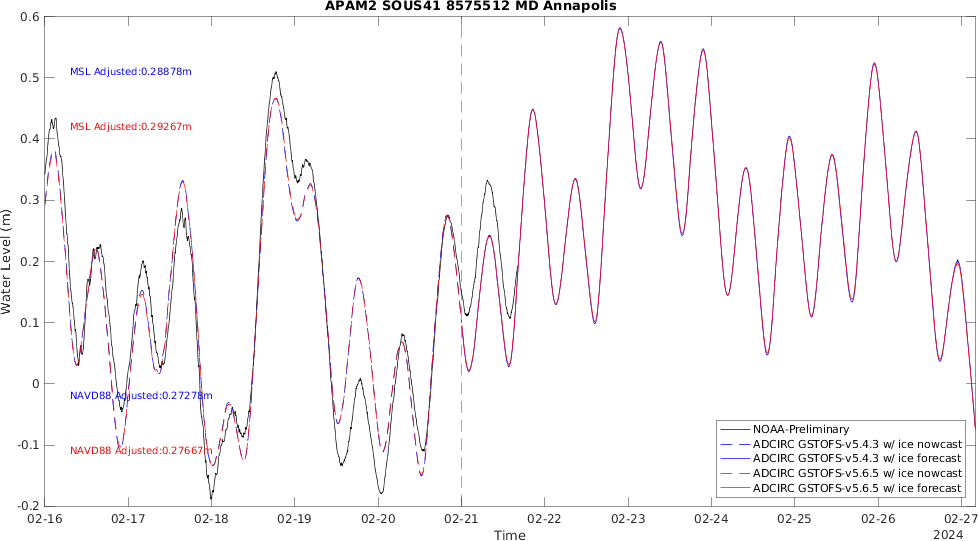 APAM2 SOUS41 8575512 MD Annapolis
0.6
0.5
0.4
0.3
0.2
0.1
0
-0.1
-0.2
Water Level (m)
MSL Adjusted:0.28878m
MSL Adjusted:0.29267m
NAVD88 Adjusted:0.27278m
NAVD88 Adjusted:0.27667m
NOAA-Preliminary
ADCIRC GSTOFS-v5.4.3 w/ ice nowcast
ADCIRC GSTOFS-v5.4.3 w/ ice forecast
ADCIRC GSTOFS-v5.6.5 w/ ice nowcast
ADCIRC GSTOFS-v5.6.5 w/ ice forecast
02-16 02-17 02-18 02-19 02-20 02-21 02-22 02-23 02-24 02-25 02-26 02-27
Time
2024